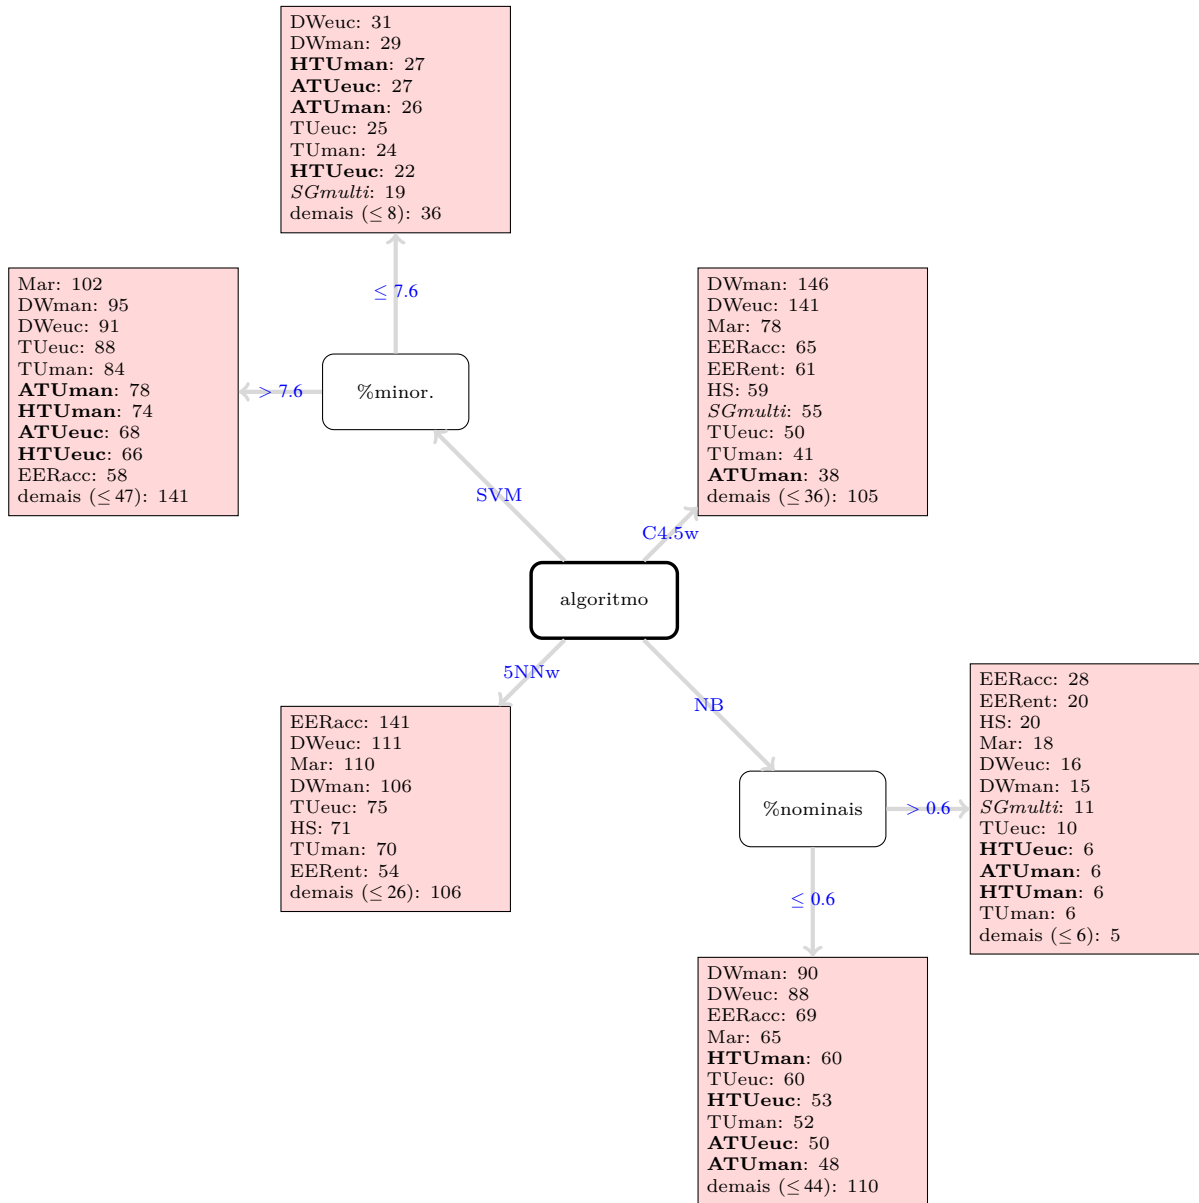 DWeuc: 31
DWman: 29
HTUman: 27
ATUeuc: 27
ATUman: 26
TUeuc: 25
TUman: 24
HTUeuc: 22
SGmulti: 19
demais (≤ 8): 36
≤ 7.6
Mar: 102
DWman: 95
DWeuc: 91
TUeuc: 88
TUman: 84
ATUman: 78
HTUman: 74
ATUeuc: 68
HTUeuc: 66
EERacc: 58
demais (≤ 47): 141
> 7.6
%minor.
SVM
DWman: 146
DWeuc: 141
Mar: 78
EERacc: 65
EERent: 61
HS: 59
SGmulti: 55
TUeuc: 50
TUman: 41
ATUman: 38
demais (≤ 36): 105
C4.5w
algoritmo
5NNw
EERacc: 141
DWeuc: 111
Mar: 110
DWman: 106
TUeuc: 75
HS: 71
TUman: 70
EERent: 54
demais (≤ 26): 106
NB
%nominais
> 0.6
EERacc: 28
EERent: 20
HS: 20
Mar: 18
DWeuc: 16
DWman: 15
SGmulti: 11
TUeuc: 10
HTUeuc: 6
ATUman: 6
HTUman: 6
TUman: 6
demais (≤ 6): 5
≤ 0.6
DWman: 90
DWeuc: 88
EERacc: 69
Mar: 65
HTUman: 60
TUeuc: 60
HTUeuc: 53
TUman: 52
ATUeuc: 50
ATUman: 48
demais (≤ 44): 110